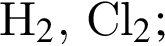 H₂, Cl₂;